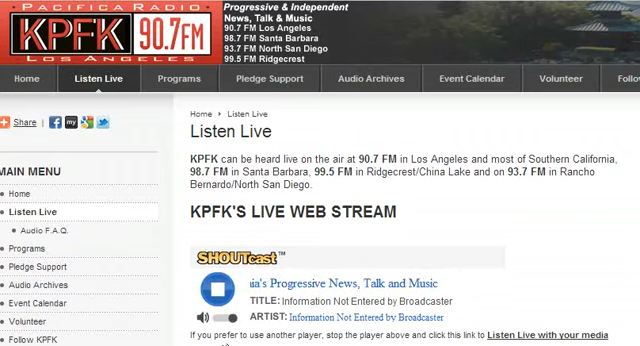 PACIFICA RADIO
KPFK 90.7FM
LOS ANGELES
Progressive & Independent
News, Talk & Music
90.7 FM Los Angeles
98.7 FM Santa Barbara
93.7 FM North San Diego
99.5 FM Ridgecrest
Home Listen Live Programs Pledge Support Audio Archives Event Calendar Volunteer Follo
Share
my
Home Listen Live
Listen Live
KPFK can be heard live on the air at 90.7 FM in Los Angeles and most of Southern California,
98.7 FM in Santa Barbara, 99.5 FM in Ridgecrest/China Lake and on 93.7 FM in Rancho
Bernardo/North San Diego.
MAIN MENU
Home
Listen Live
Audio F.A.Q.
Programs
Pledge Support
Audio Archives
Event Calendar
Volunteer
Follow KPFK
KPFK'S LIVE WEB STREAM
SHOUTcast™
ia's Progressive News, Talk and Music
TITLE: Information Not Entered by Broadcaster
ARTIST: Information Not Entered by Broadcaster
If you prefer to use another player, stop the player above and click this link to Listen Live with your media